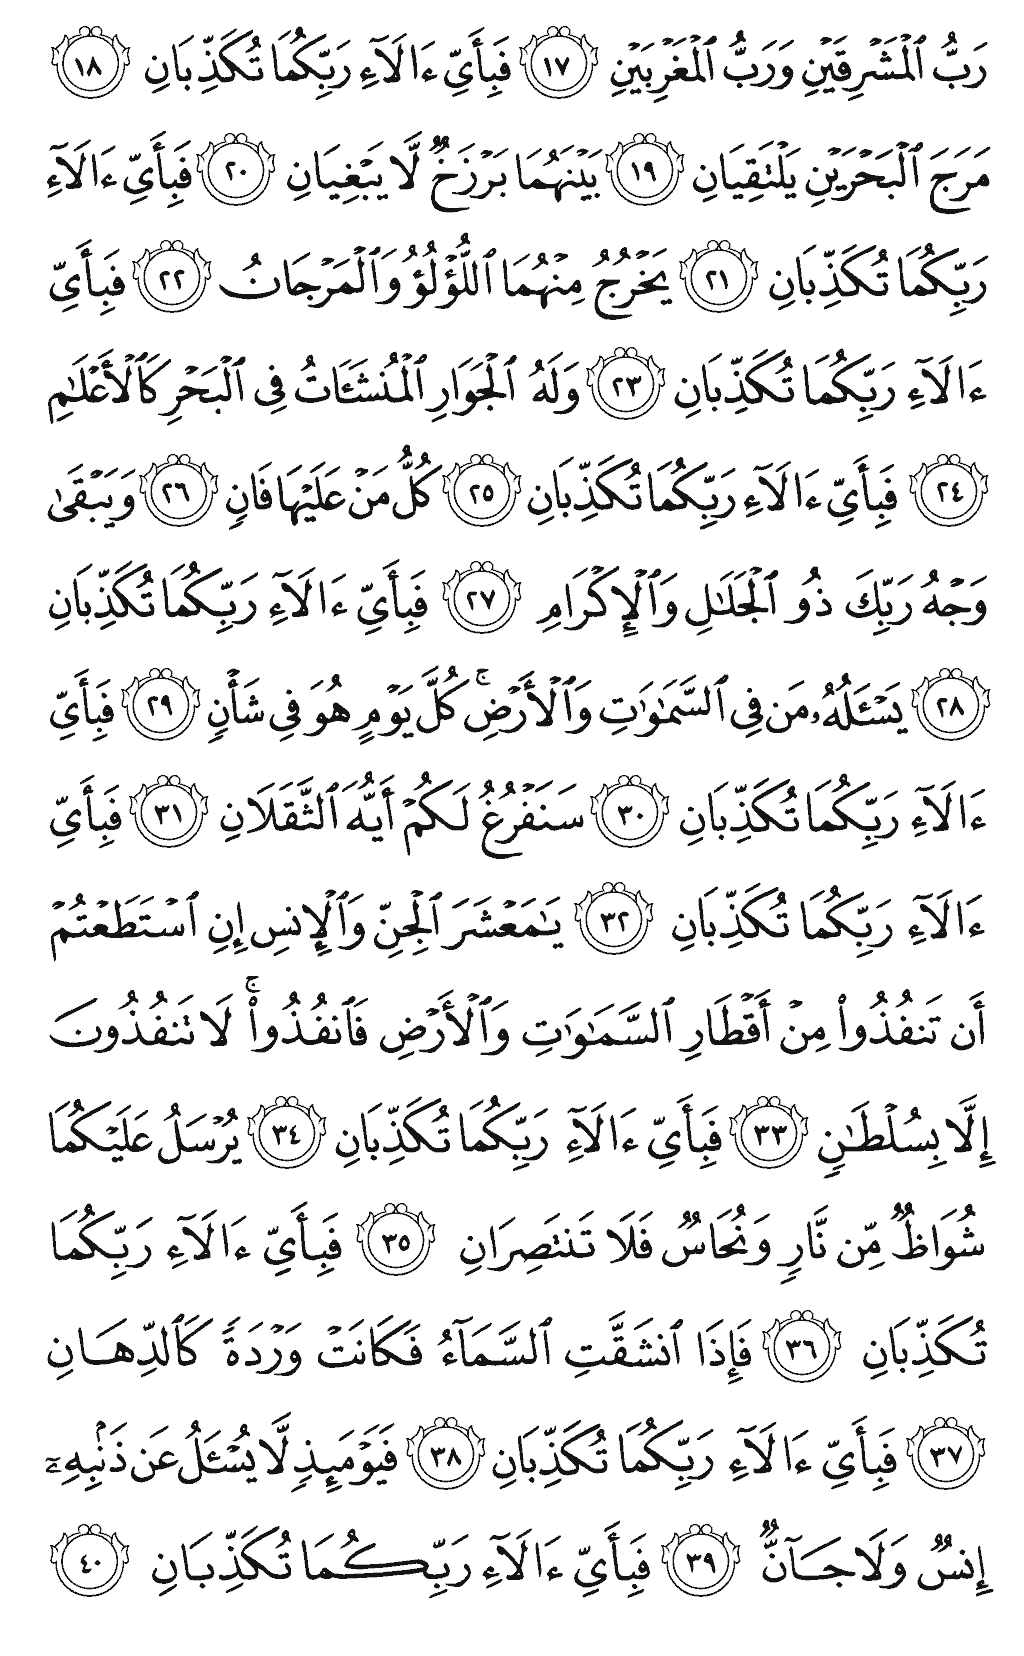 رَبُّ ٱلْمَشْرِقَيْنِ وَرَبُّ ٱلْمَغْرِبَيْنِ ١٧ فَبِأَىِّ ءَالَآءِ رَبِّكُمَا تُكَذِّبَانِ ١٨
مَرَجَ ٱلْبَحْرَيْنِ يَلْتَقِيَانِ ١٩ بَيْنَهُمَا بَرْزَخٌ لَّا يَبْغِيَانِ ٢٠ فَبِأَىِّ ءَالَآءِ
رَبِّكُمَا تُكَذِّبَانِ ٢١ يَخْرُجُ مِنْهُمَا ٱللُّؤْلُؤُ وَٱلْمَرْجَانُ ٢٢ فَبِأَىِّ
ءَالَآءِ رَبِّكُمَا تُكَذِّبَانِ ٢٣ وَلَهُ ٱلْجَوَارِ ٱلْمُنشَـَٔاتُ فِى ٱلْبَحْرِ كَٱلْأَعْلَـٰمِ
٢٤ فَبِأَىِّ ءَالَآءِ رَبِّكُمَا تُكَذِّبَانِ ٢٥ كُلُّ مَنْ عَلَيْهَا فَانٍ ٢٦ وَيَبْقَىٰ
وَجْهُ رَبِّكَ ذُو ٱلْجَلَـٰلِ وَٱلْإِكْرَامِ ٢٧ فَبِأَىِّ ءَالَآءِ رَبِّكُمَا تُكَذِّبَانِ
٢٨ يَسْـَٔلُهُۥ مَن فِى ٱلسَّمَـٰوَٰتِ وَٱلْأَرْضِ ۚ كُلَّ يَوْمٍ هُوَ فِى شَأْنٍ ٢٩ فَبِأَىِّ
ءَالَآءِ رَبِّكُمَا تُكَذِّبَانِ ٣٠ سَنَفْرُغُ لَكُمْ أَيُّهَ ٱلثَّقَلَانِ ٣١ فَبِأَىِّ
ءَالَآءِ رَبِّكُمَا تُكَذِّبَانِ ٣٢ يَـٰمَعْشَرَ ٱلْجِنِّ وَٱلْإِنسِ إِنِ ٱسْتَطَعْتُمْ
أَن تَنفُذُوا۟ مِنْ أَقْطَارِ ٱلسَّمَـٰوَٰتِ وَٱلْأَرْضِ فَٱنفُذُوا۟ ۚ لَا تَنفُذُونَ
إِلَّا بِسُلْطَـٰنٍ ٣٣ فَبِأَىِّ ءَالَآءِ رَبِّكُمَا تُكَذِّبَانِ ٣٤ يُرْسَلُ عَلَيْكُمَا
شُوَاظٌ مِّن نَّارٍ وَنُحَاسٌ فَلَا تَنتَصِرَانِ ٣٥ فَبِأَىِّ ءَالَآءِ رَبِّكُمَا
تُكَذِّبَانِ ٣٦ فَإِذَا ٱنشَقَّتِ ٱلسَّمَآءُ فَكَانَتْ وَرْدَةً كَٱلدِّهَانِ
٣٧ فَبِأَىِّ ءَالَآءِ رَبِّكُمَا تُكَذِّبَانِ ٣٨ فَيَوْمَئِذٍ لَّا يُسْـَٔلُ عَن ذَنۢبِهِۦٓ
إِنسٌ وَلَا جَآنٌّ ٣٩ فَبِأَىِّ ءَالَآءِ رَبِّكُمَا تُكَذِّبَانِ ٤٠